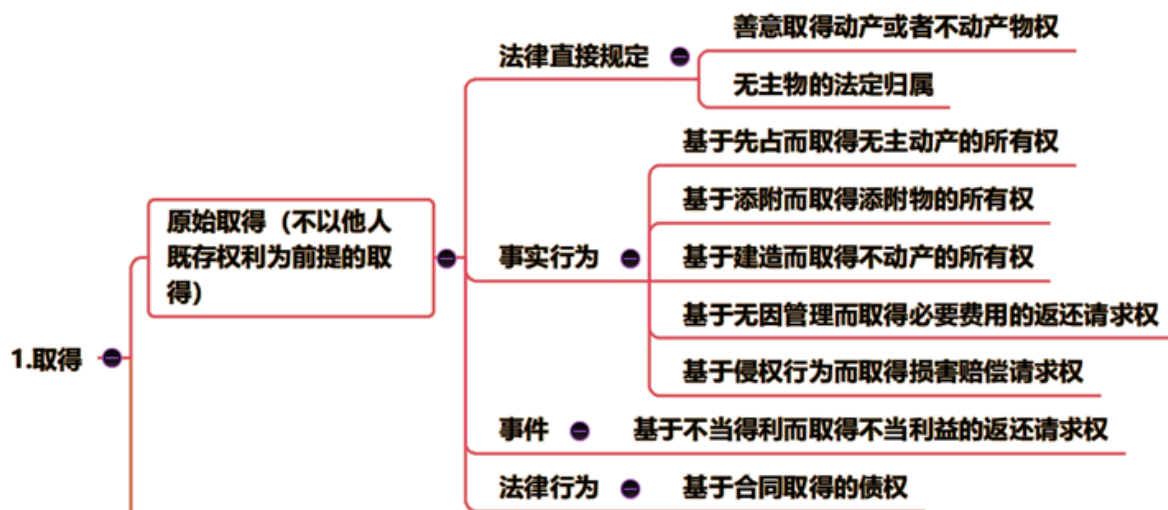 1.取得
原始取得（不以他人
既存权利为前提的取
得）
法律直接规定
善意取得动产或者不动产物权
无主物的法定归属
事实行为
基于先占而取得无主动产的所有权
基于添附而取得添附物的所有权
基于建造而取得不动产的所有权
基于无因管理而取得必要费用的返还请求权
基于侵权行为而取得损害赔偿请求权
事件
基于不当得利而取得不当利益的返还请求权
法律行为
基于合同取得的债权